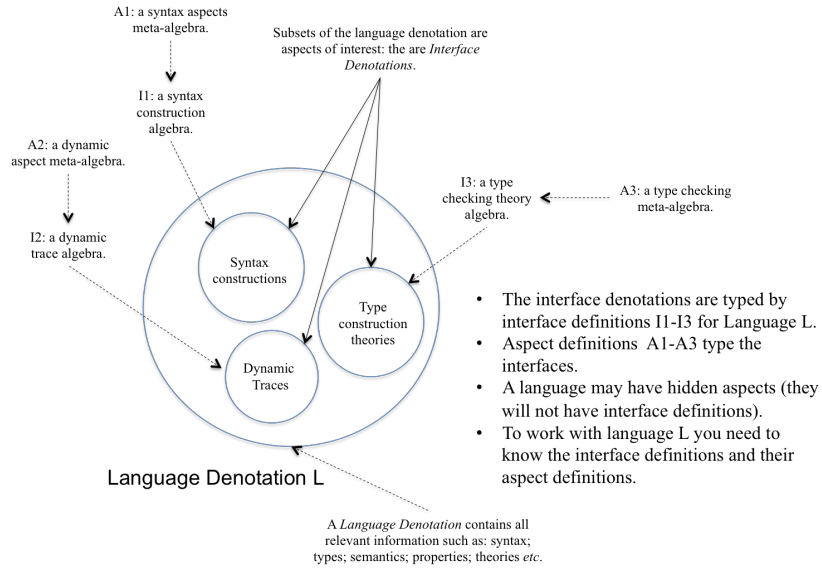 A1: a syntax aspects
meta-algebra.
Subsets of the language denotation are
aspects of interest: the are Interface
Denotations.
I1: a syntax
construction
algebra.
A2: a dynamic
aspect meta-algebra.
I3: a type
checking theory
algebra.
A3: a type checking
meta-algebra.
I2: a dynamic
trace algebra.
Syntax
constructions
Type
construction
theories
Dynamic
Traces
• The interface denotations are typed by
interface definitions I1-I3 for Language L.
• Aspect definitions A1-A3 type the
interfaces.
• A language may have hidden aspects (they
will not have interface definitions).
• To work with language L you need to
know the interface definitions and their
aspect definitions.
Language Denotation L
A Language Denotation contains all
relevant information such as: syntax;
types; semantics; properties; theories etc.